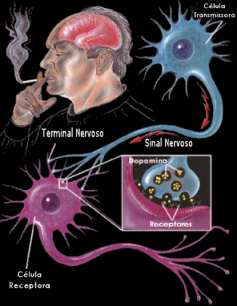 Célula
Transmissora
Terminal Nervoso
Sinal Nervoso
Dopamina
Receptores
Célula
Receptora